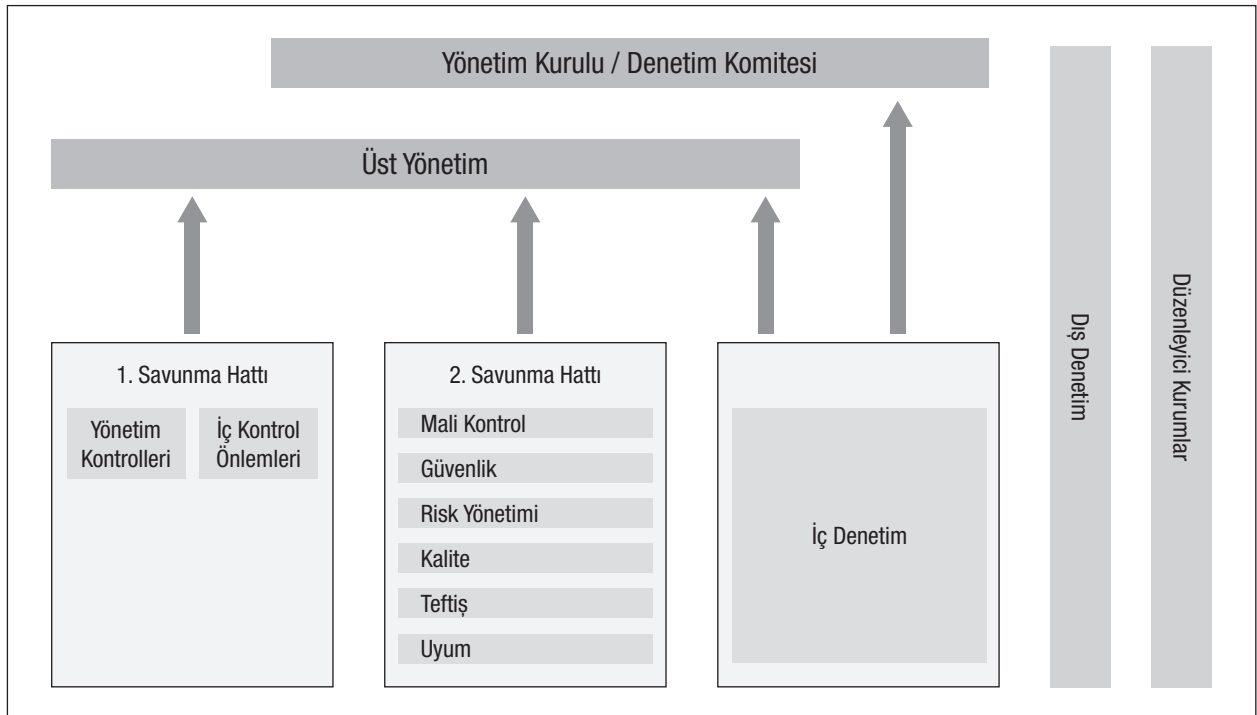 Yönetim Kurulu / Denetim Komitesi
Üst Yönetim
1. Savunma Hattı
Yönetim
Kontrolleri
İç Kontrol
Önlemleri
2. Savunma Hattı
Mali Kontrol
Güvenlik
Risk Yönetimi
Kalite
Teftiş
Uyum
İç Denetim
Dış Denetim
Düzenleyici Kurumlar